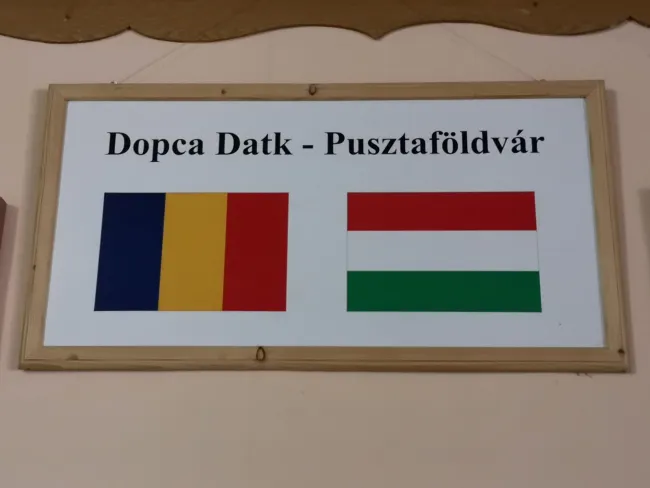 Dopca Datk - Pusztaföldvár